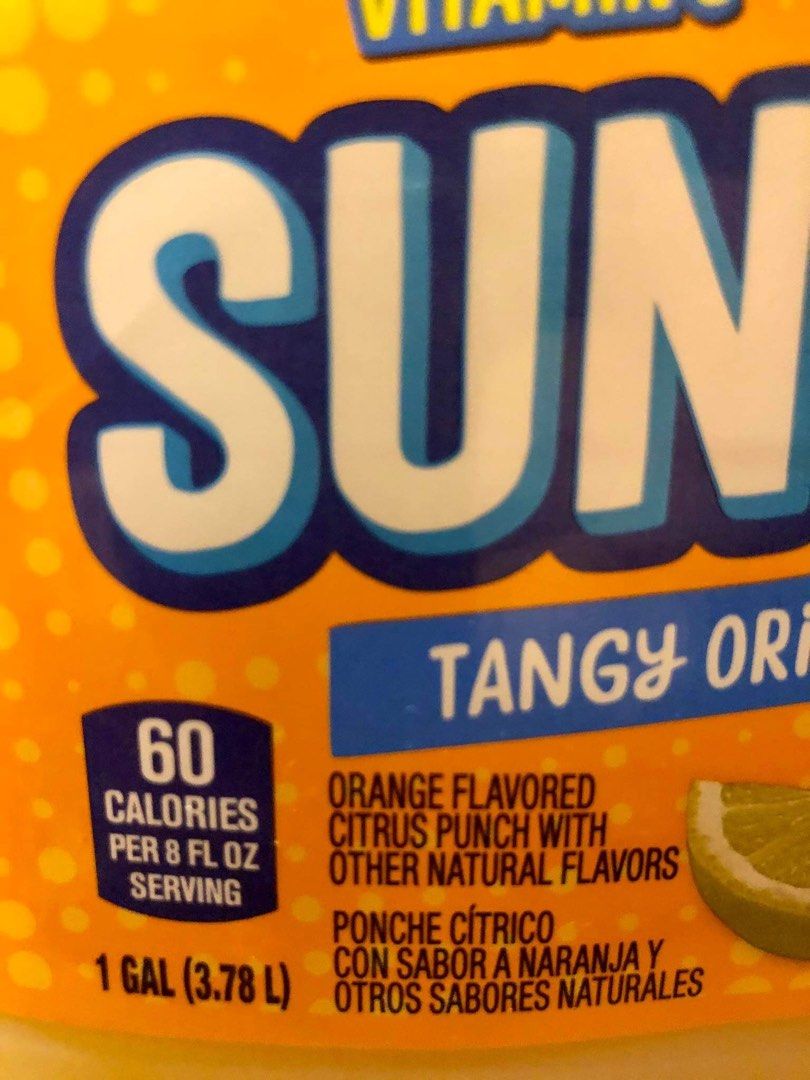 VITAMIN C
SUN
TANGY ORI
60
CALORIES
PER 8 FL OZ
SERVING
1 GAL (3.78 L)
ORANGE FLAVORED
CITRUS PUNCH WITH
OTHER NATURAL FLAVORS
PONCHE CÍTRICO
CON SABOR A NARANJA Y
OTROS SABORES NATURALES